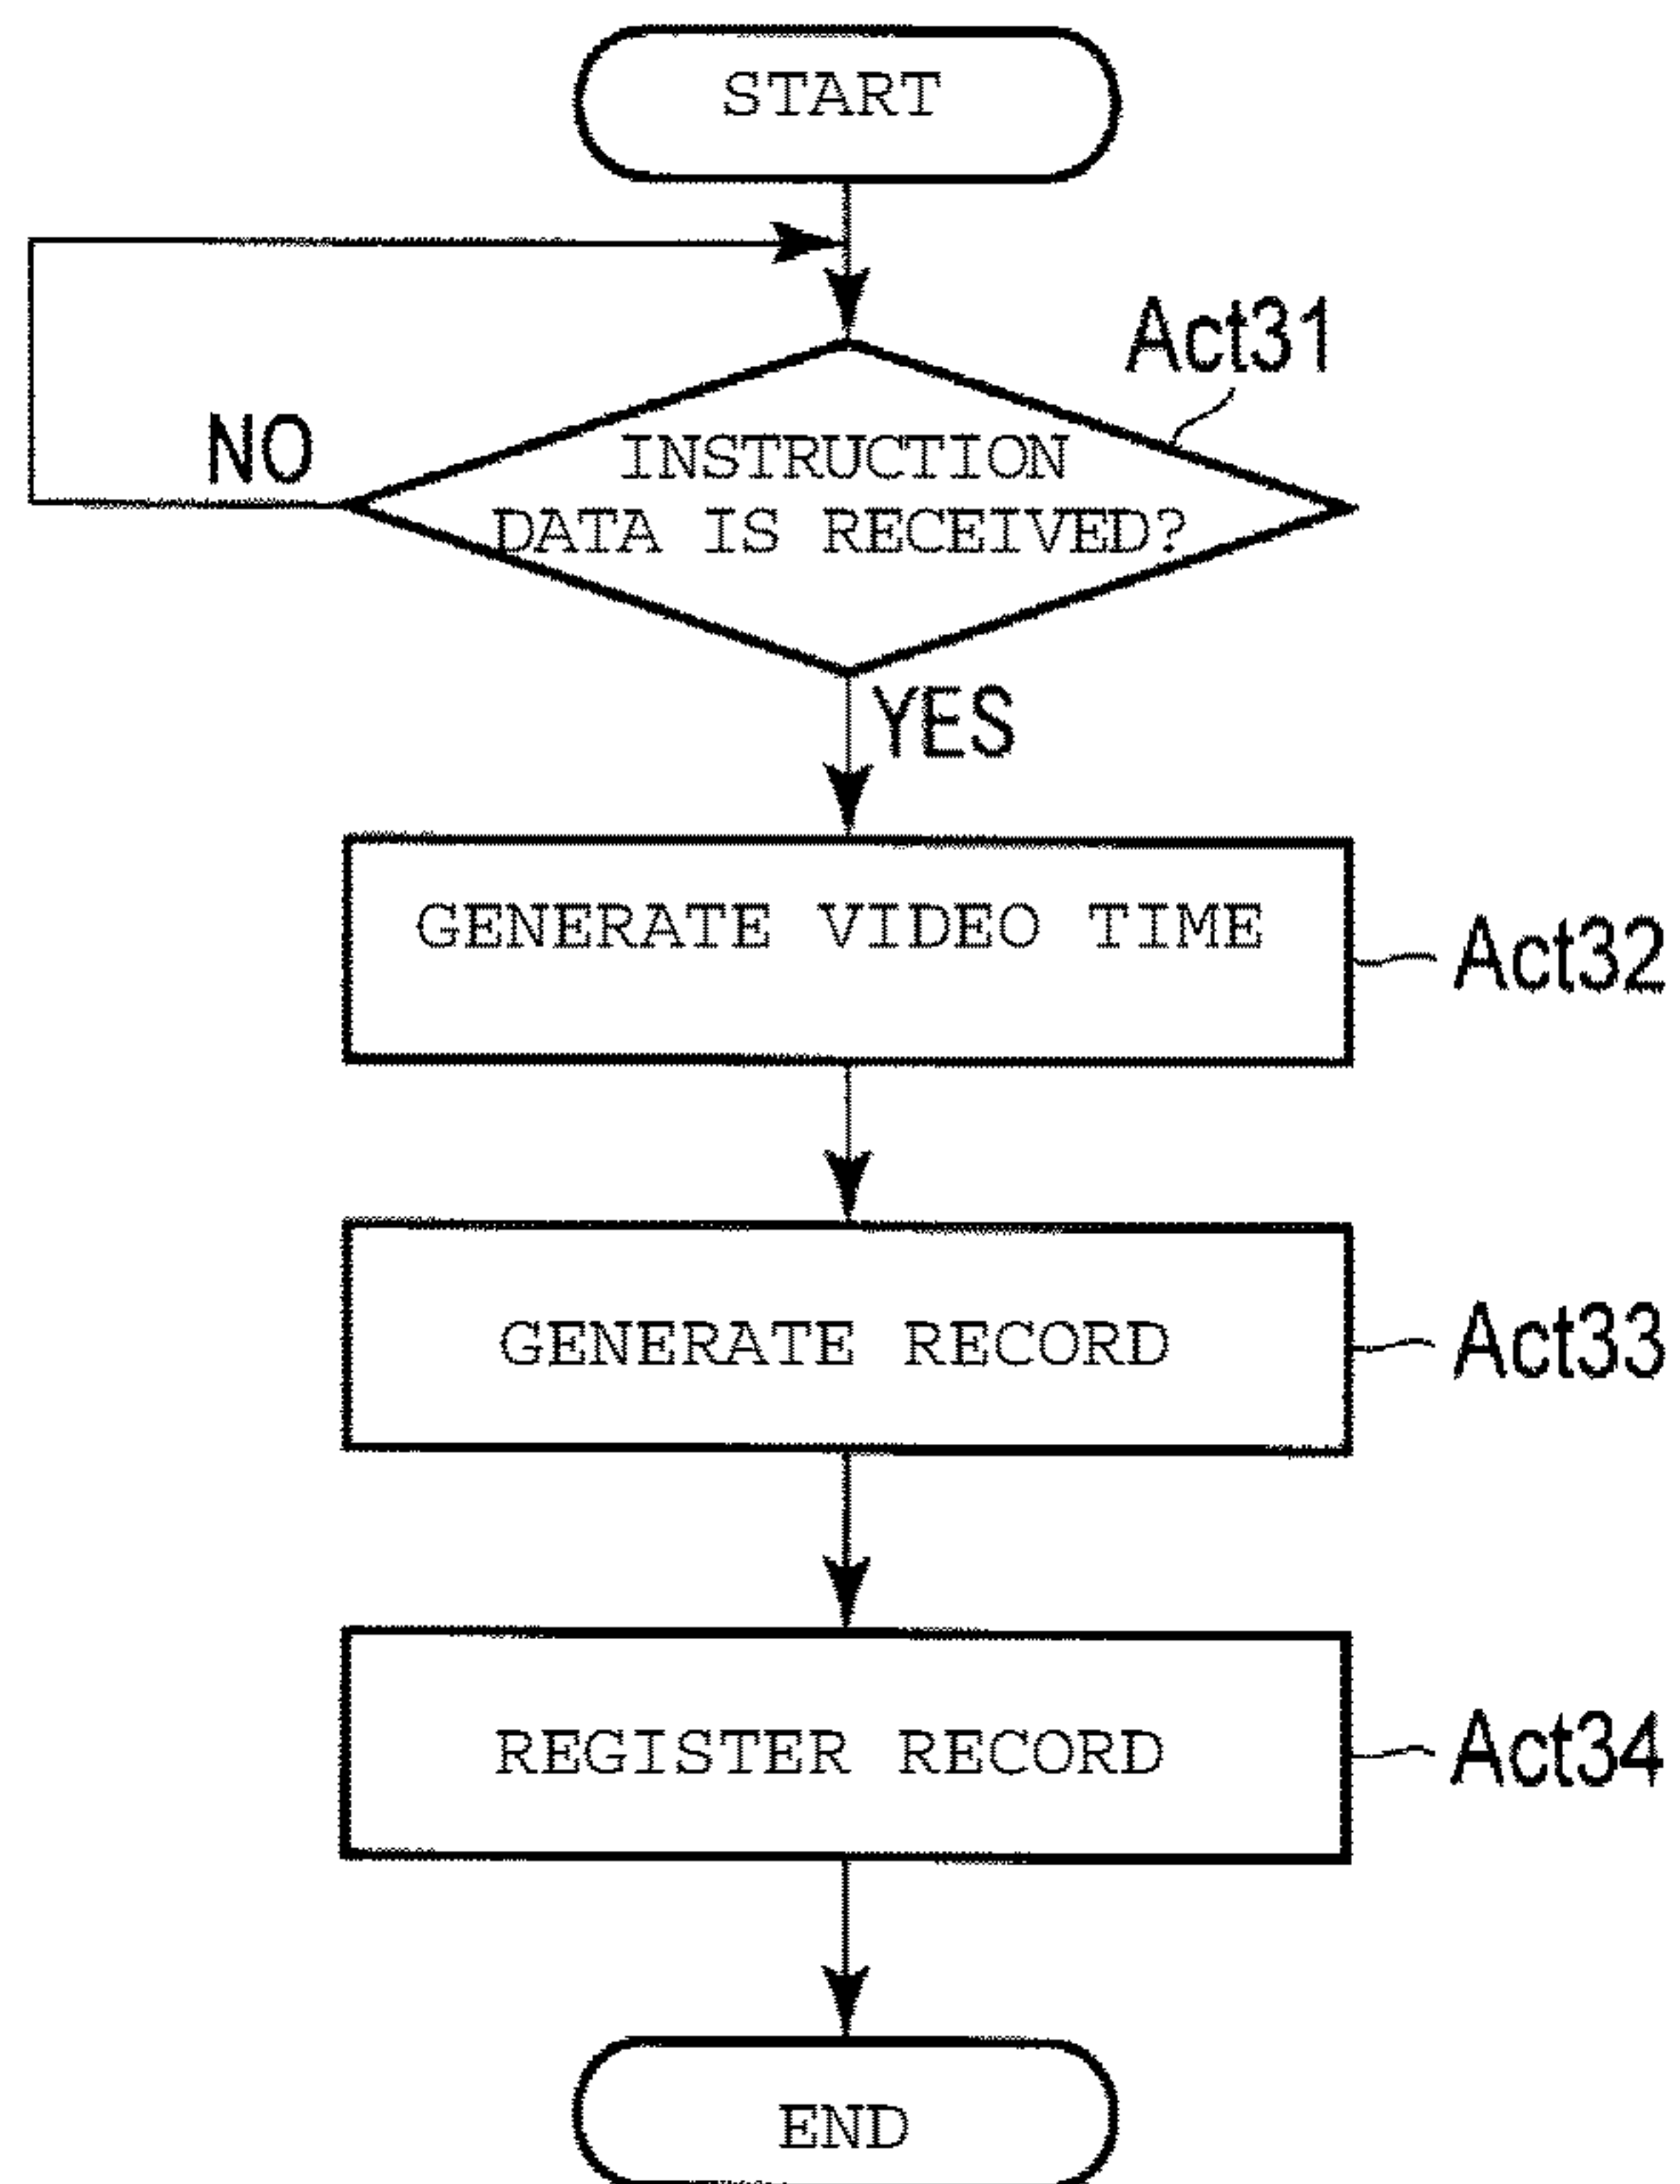 START
Act31
NO
INSTRUCTION
DATA IS RECEIVED?
YES
GENERATE VIDEO TIME
Act32
GENERATE RECORD
Act33
REGISTER RECORD
Act34
END